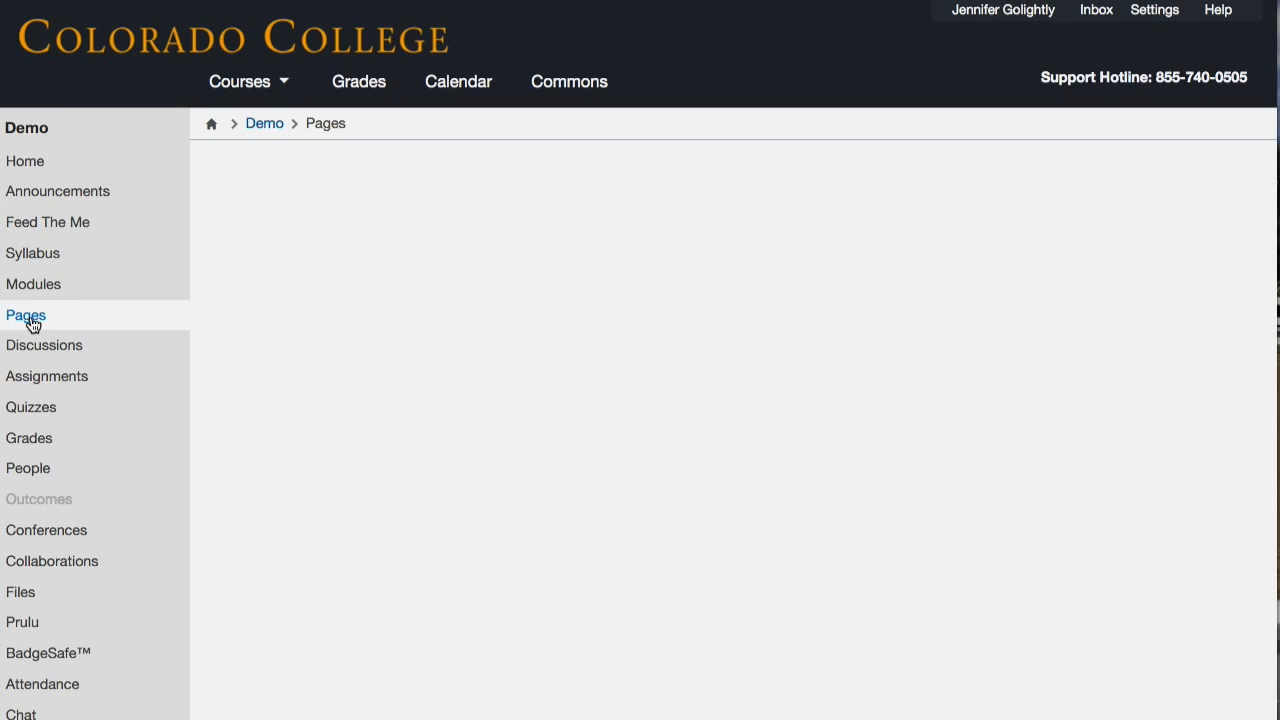 Jennifer Golightly Inbox Settings Help
COLORADO COLLEGE
Courses Grades Calendar Commons
Support Hotline: 855-740-0505
Demo > Pages
Demo
Home
Announcements
Feed The Me
Syllabus
Modules
Pages
Discussions
Assignments
Quizzes
Grades
People
Outcomes
Conferences
Collaborations
Files
Prulu
BadgeSafe™
Attendance
Chat